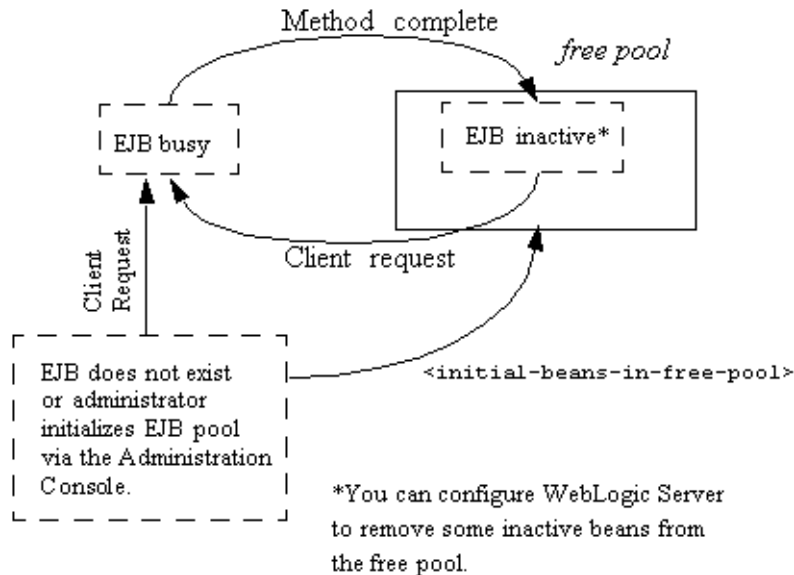 Method complete
free pool
EJB busy
EJB inactive*
Client request
Client
Request
<initial-beans-in-free-pool>
EJB does not exist
or administrator
initializes EJB pool
via the Administration
Console.
*You can configure WebLogic Server
to remove some inactive beans from
the free pool.